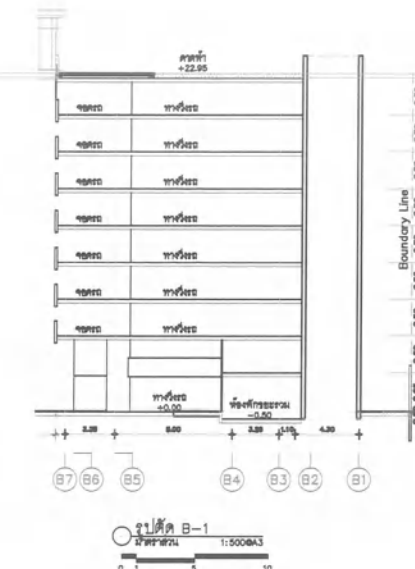 ดาดฟ้า
+22.95
จอดรถ ทางวิ่งรถ
จอดรถ ทางวิ่งรถ
จอดรถ ทางวิ่งรถ
จอดรถ ทางวิ่งรถ
จอดรถ ทางวิ่งรถ
จอดรถ ทางวิ่งรถ
จอดรถ ทางวิ่งรถ
Boundary Line
ทางวิ่งรถ
+0.00
ห้องพักขยะรวม
-0.50
8.00 1.10 4.30
B7 B6 B5 B4 B3 B2 B1
รูปตัด B-1
มาตราส่วน 1:500@A3
0 1 5 10